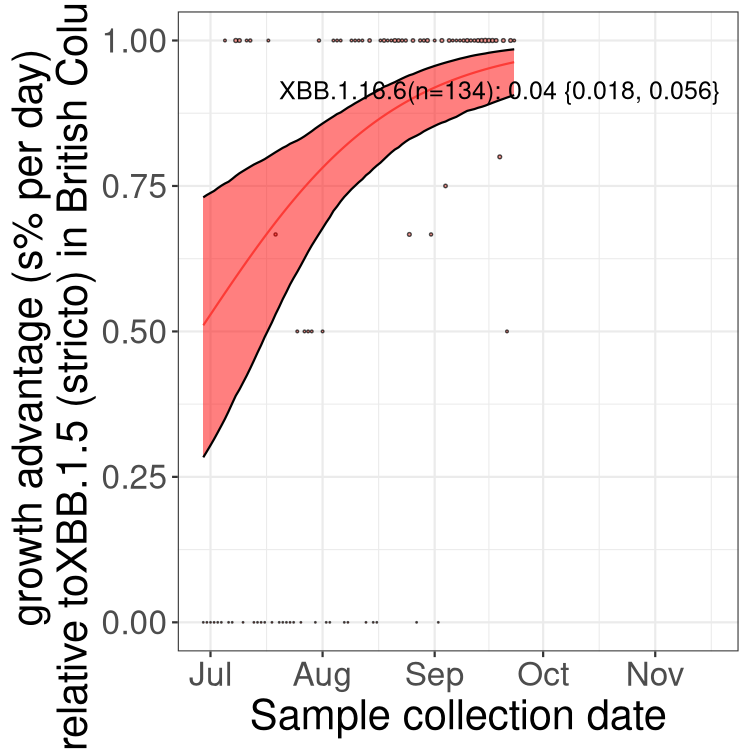 growth advantage (s% per day)
relative toXBB.1.5 (stricto) in British Colu
1.00
0.75
0.50
0.25
0.00
XBB.1.16.6(n=134): 0.04 {0.018, 0.056}
Jul Aug Sep Oct Nov
Sample collection date